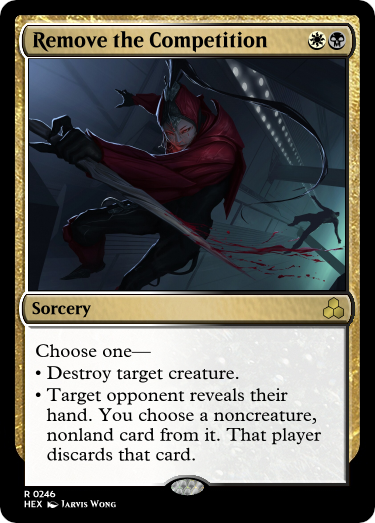 Remove the Competition
Sorcery
Choose one—
• Destroy target creature.
• Target opponent reveals their
hand. You choose a noncreature,
nonland card from it. That player
discards that card.
R 0246
HEX Jarvis Wong